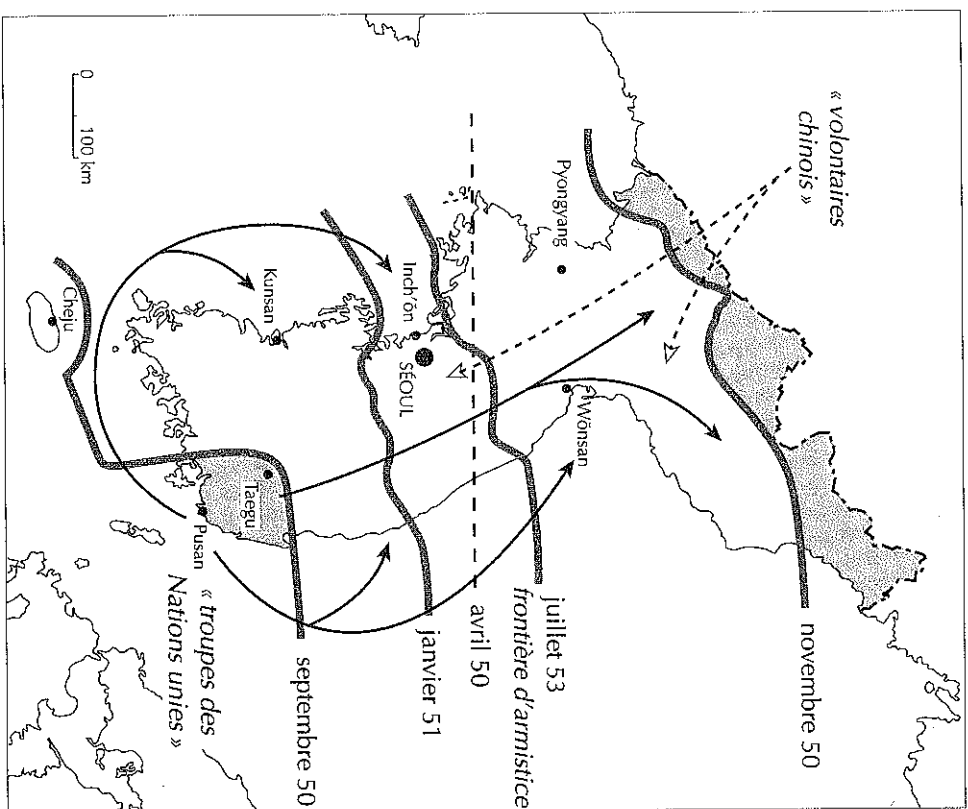 « volontaires
chinois »
novembre 50
Pyongyang
Wŏnsan
juillet 53
frontière d'armistice
avril 50
Inch'ŏn
SÉOUL
janvier 51
Kunsan
Taegu
septembre 50
Pusan
« troupes des
Nations unies »
Cheju
0 100 km